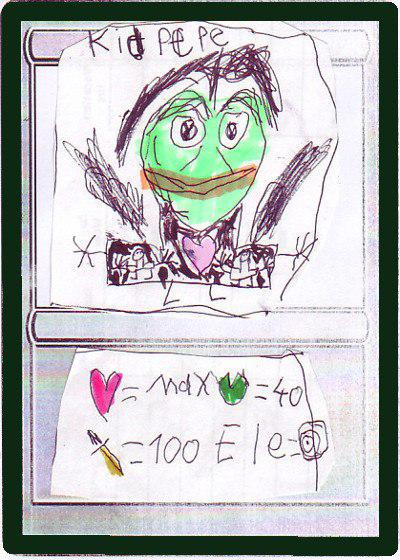 Kid PEPE
= Max = 40
= 100 Ele =